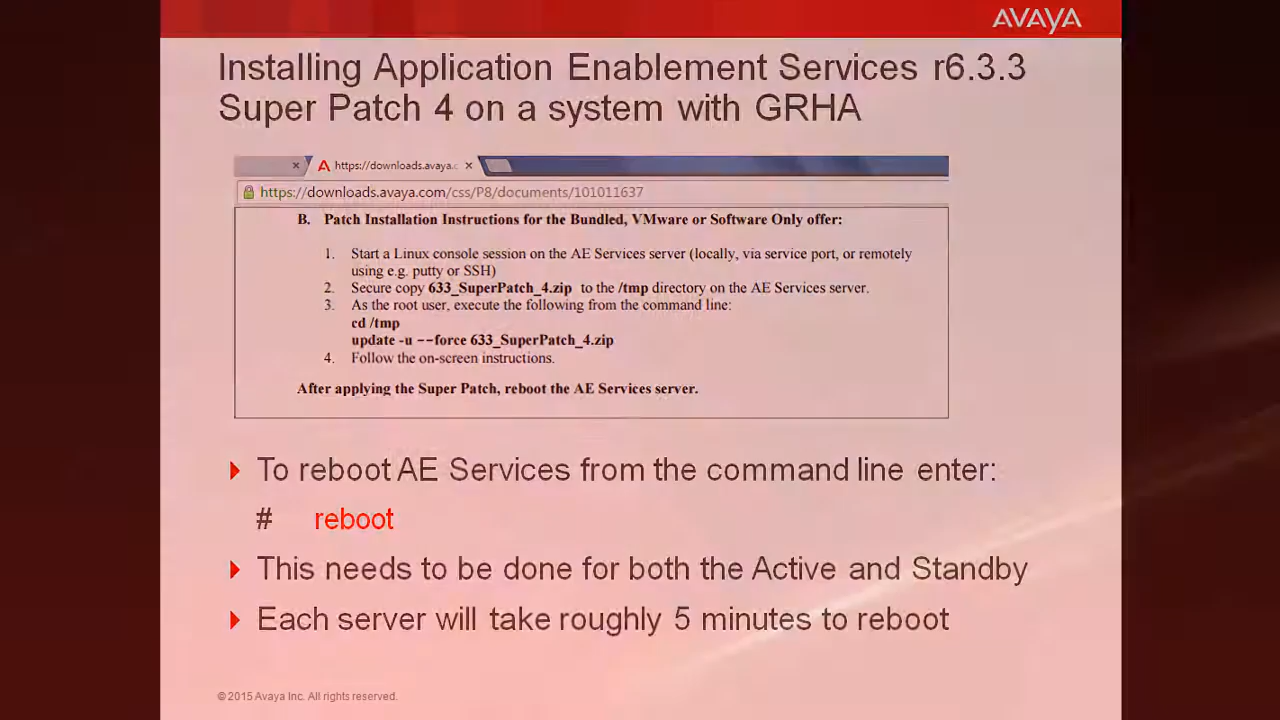 AVAYA
Installing Application Enablement Services r6.3.3
Super Patch 4 on a system with GRHA
https://downloads.avaya.c
https://downloads.avaya.com/css/P8/documents/101011637
B. Patch Installation Instructions for the Bundled, VMware or Software Only offer:
1. Start a Linux console session on the AE Services server (locally, via service port, or remotely
using e.g. putty or SSH)
2. Secure copy 633_SuperPatch_4.zip to the /tmp directory on the AE Services server.
3. As the root user, execute the following from the command line:
cd /tmp
update -u --force 633_SuperPatch_4.zip
4. Follow the on-screen instructions.
After applying the Super Patch, reboot the AE Services server.
To reboot AE Services from the command line enter:
# reboot
This needs to be done for both the Active and Standby
Each server will take roughly 5 minutes to reboot
© 2015 Avaya Inc. All rights reserved.